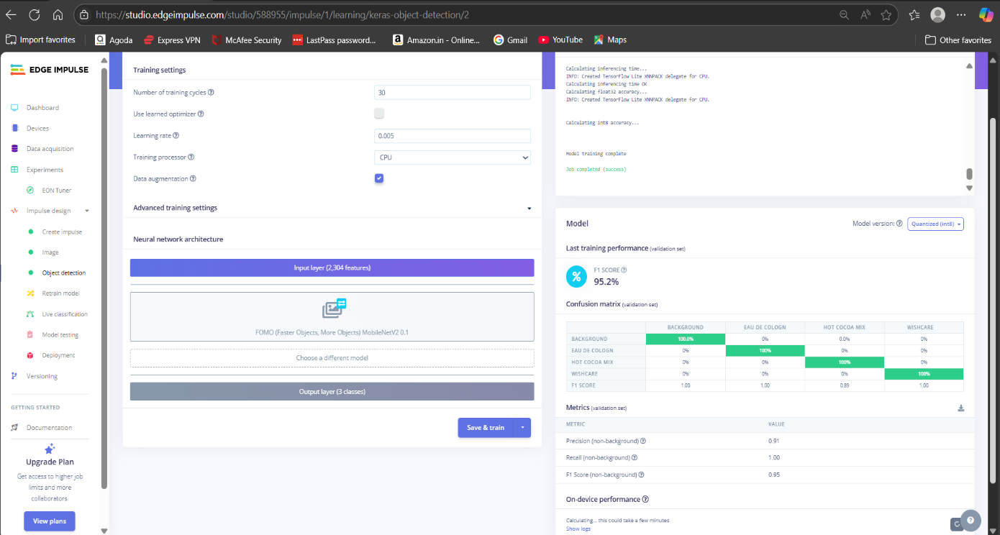 https://studio.edgeimpulse.com/studio/588955/impulse/1/learning/keras-object-detection/2
Import favorites
Agoda
Express VPN
McAfee Security
LastPass password...
Amazon.in - Online...
Gmail
YouTube
Maps
Other favorites
EDGE IMPULSE
Dashboard
Devices
Data acquisition
Experiments
EON Tuner
Impulse design
Create impulse
Image
Object detection
Retrain model
Live classification
Model testing
Deployment
Versioning
GETTING STARTED
Documentation
Upgrade Plan
Get access to higher job
limits and more
collaborators.
View plans
Training settings
Number of training cycles ?
30
Use learned optimizer ?
Learning rate ?
0.005
Training processor ?
CPU
Data augmentation ?
Advanced training settings
Neural network architecture
Input layer (2,304 features)
FOMO (Faster Objects, More Objects) MobileNetV2 0.1
Choose a different model
Output layer (3 classes)
Save & train
Calculating inferencing time...
INFO: Created TensorFlow Lite XNNPACK delegate for CPU.
Calculating inferencing time OK
Calculating float32 accuracy...
INFO: Created TensorFlow Lite XNNPACK delegate for CPU.
Calculating int8 accuracy...
Model training complete
Job completed (success)
Model
Model version: ? Quantized (int8)
Last training performance (validation set)
%
F1 SCORE ?
95.2%
Confusion matrix (validation set)
BACKGROUND EAU DE COLOGN HOT COCOA MIX WISHCARE
BACKGROUND 100.0% 0% 0.0% 0%
EAU DE COLOGN 0% 100% 0% 0%
HOT COCOA MIX 0% 0% 100% 0%
WISHCARE 0% 0% 0% 100%
F1 SCORE 1.00 1.00 0.89 1.00
Metrics (validation set)
METRIC VALUE
Precision (non-background) ? 0.91
Recall (non-background) ? 1.00
F1 Score (non-background) ? 0.95
On-device performance ?
Calculating... this could take a few minutes
Show logs